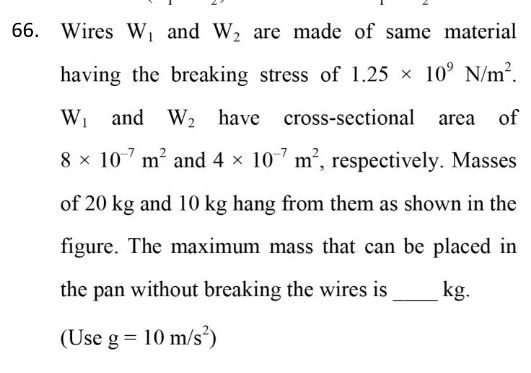 66. Wires W₁ and W₂ are made of same material
having the breaking stress of 1.25 × 10⁹ N/m².
W₁ and W₂ have cross-sectional area of
8 × 10⁻⁷ m² and 4 × 10⁻⁷ m², respectively. Masses
of 20 kg and 10 kg hang from them as shown in the
figure. The maximum mass that can be placed in
the pan without breaking the wires is ____ kg.
(Use g = 10 m/s²)